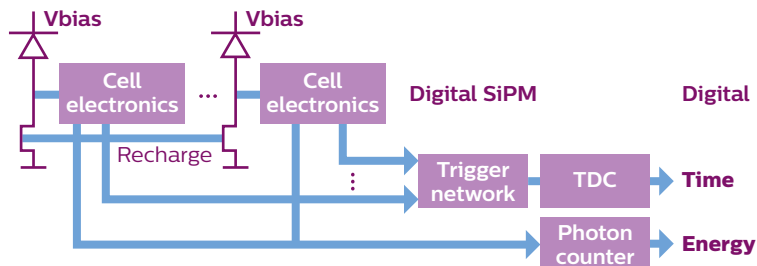 Vbias
Vbias
Cell
electronics
...
Cell
electronics
Digital SiPM
Digital
Recharge
...
Trigger
network
TDC
Time
Photon
counter
Energy